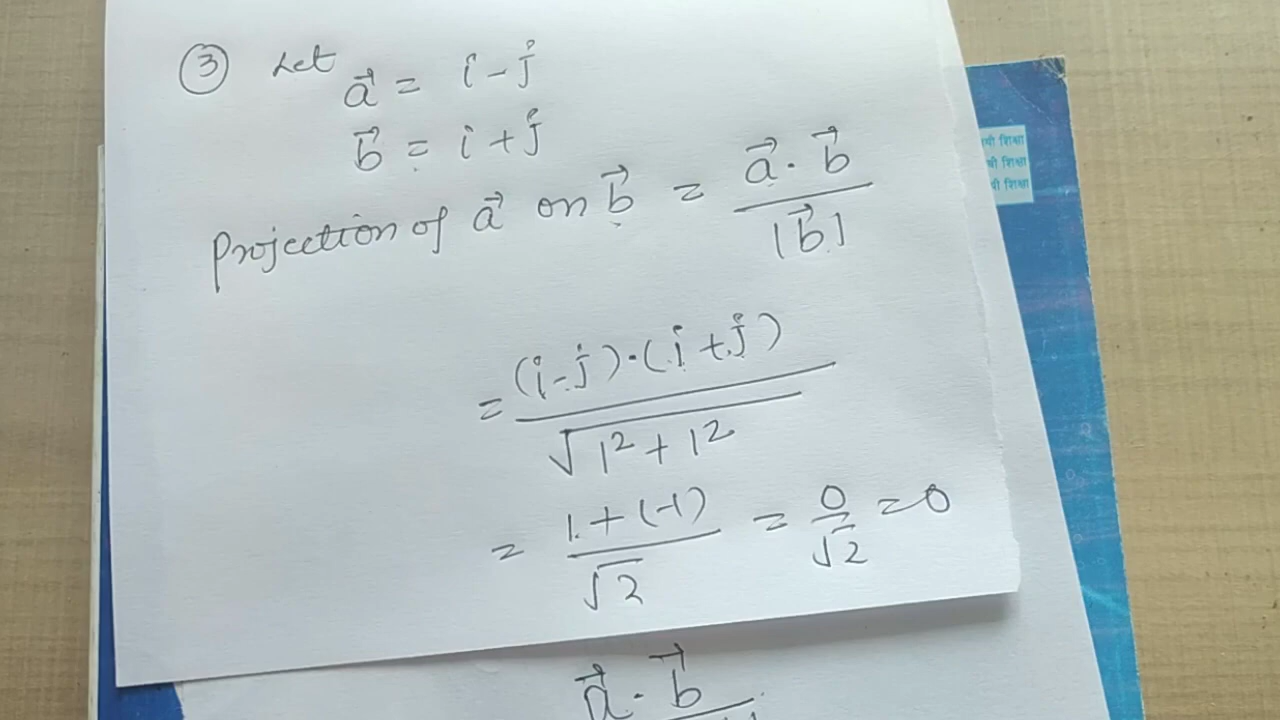 ③ Let
a⃗ = i - j
b⃗ = i + j
Projection of a⃗ on b⃗ = a⃗ · b⃗ / |b⃗|
= (i - j)·(i + j) / √(1² + 1²)
= 1 + (-1) / √2 = 0/√2 = 0
a⃗ · b⃗
शिक्षा
शिक्षा
शिक्षा